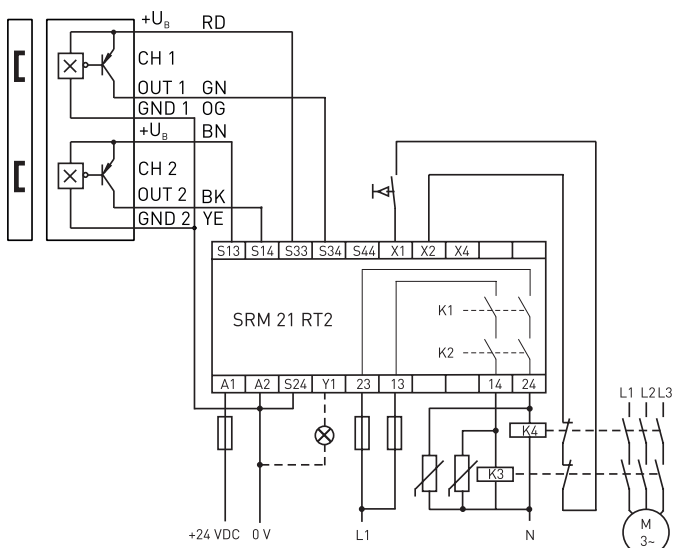 +UB RD
CH 1
OUT 1 GN
GND 1 OG
+UB BN
CH 2
OUT 2 BK
GND 2 YE
S13 S14 S33 S34 S44 X1 X2 X4
SRM 21 RT2
K1
K2
A1 A2 S24 Y1 23 13 14 24
L1 L2 L3
K4
K3
+24 VDC 0 V L1 N
M
3~